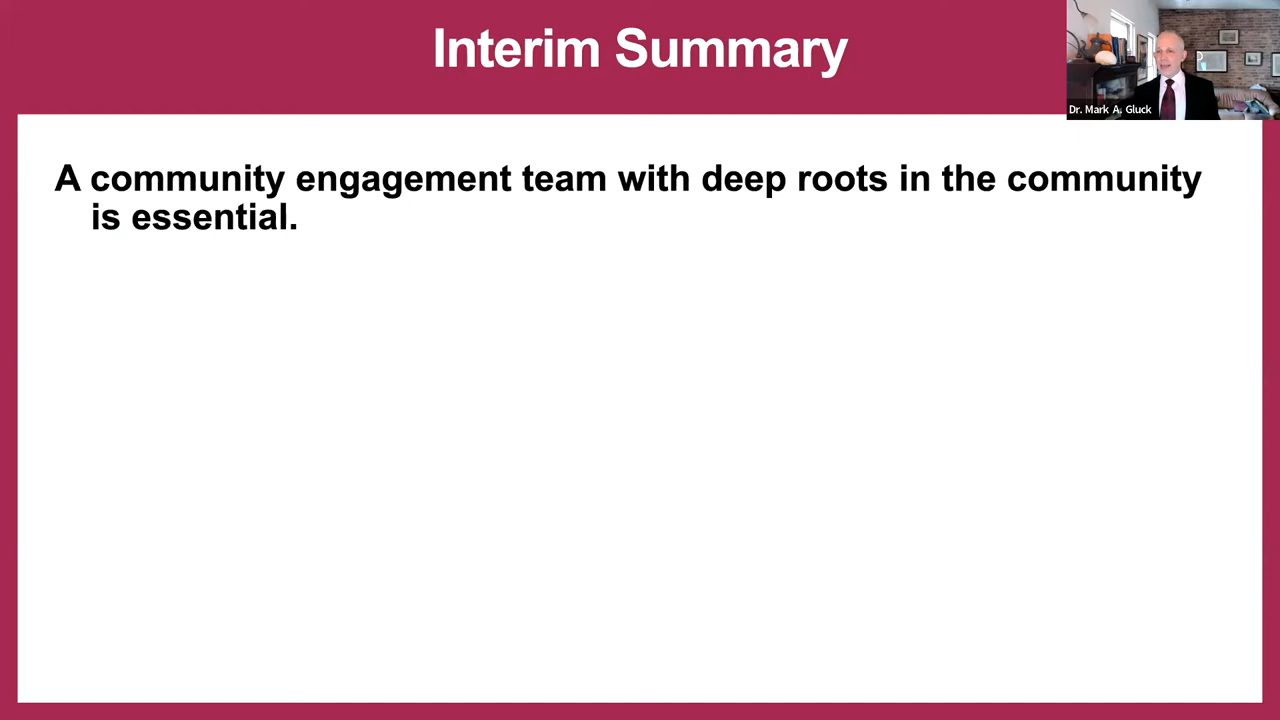 Interim Summary
Dr. Mark A. Gluck
A community engagement team with deep roots in the community
is essential.